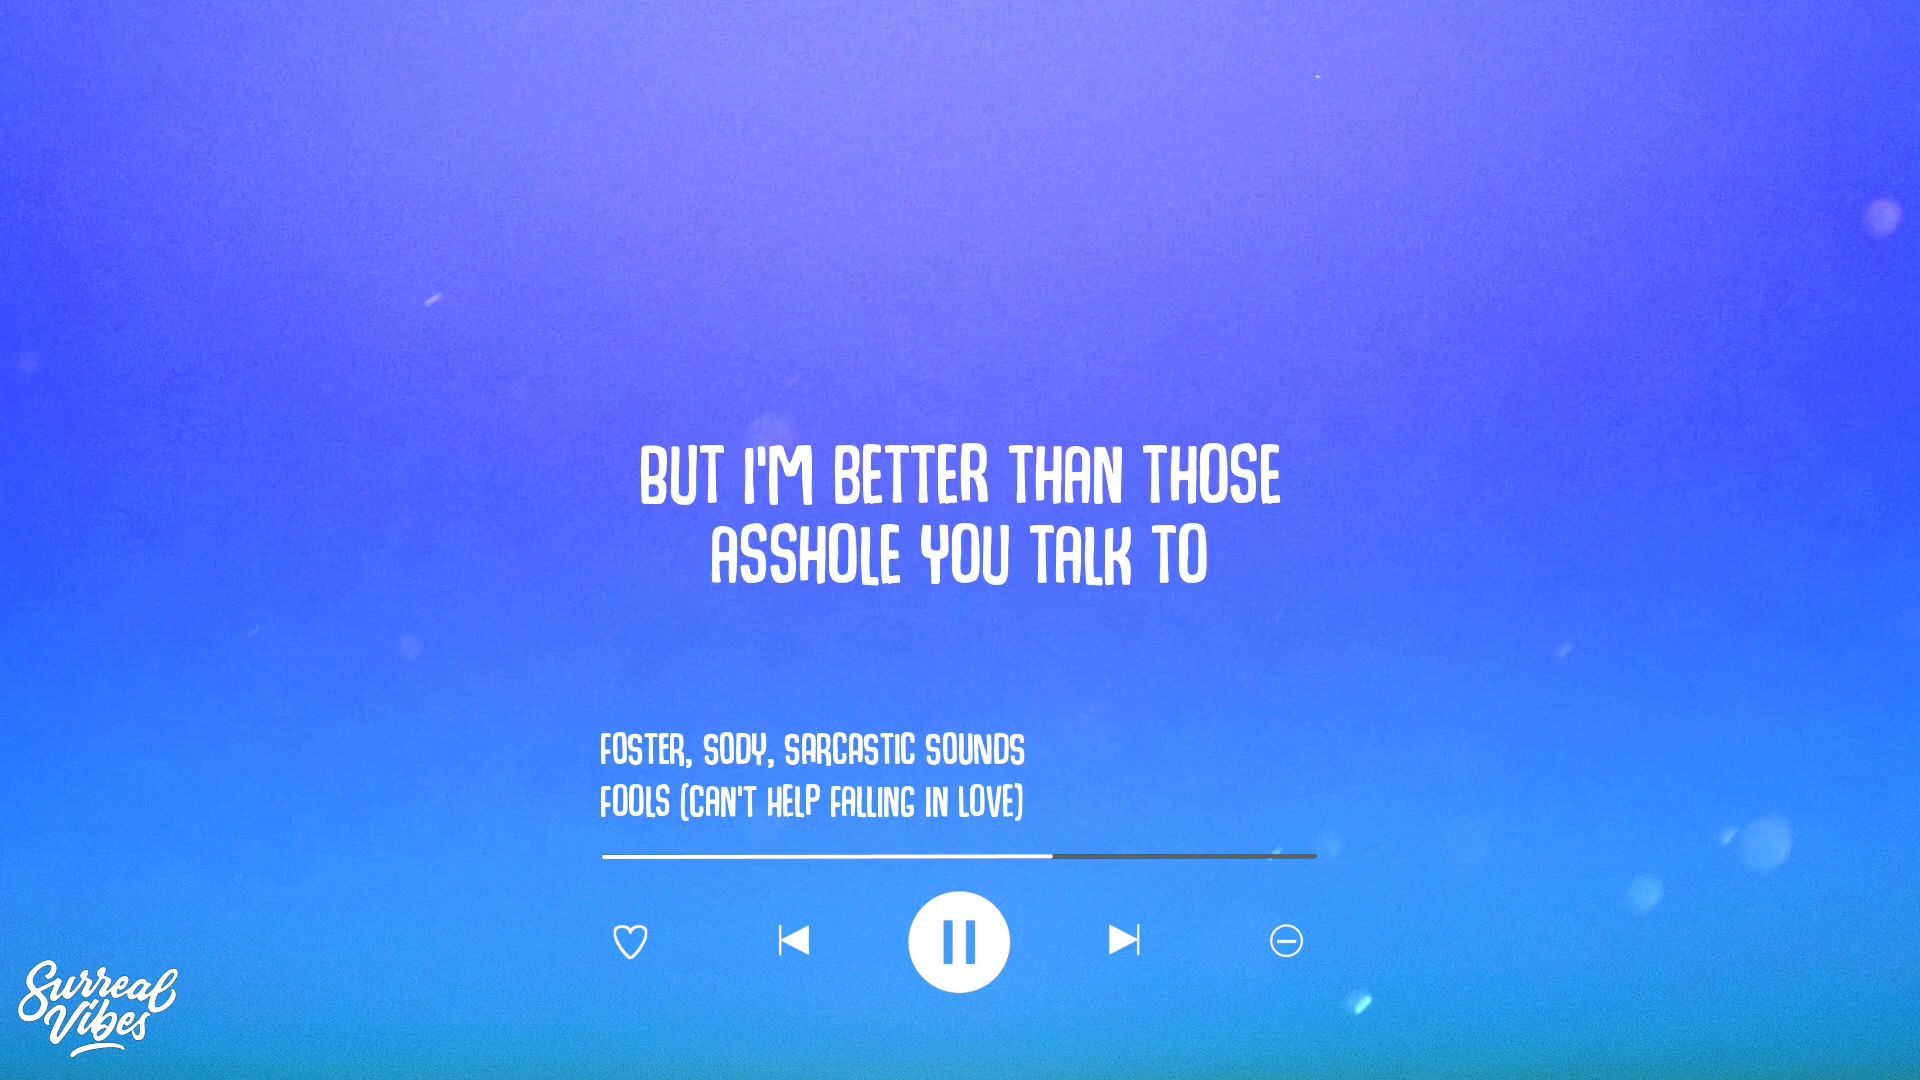 BUT I'M BETTER THAN THOSE
ASSHOLE YOU TALK TO
FOSTER, SODY, SARCASTIC SOUNDS
FOOLS (CAN'T HELP FALLING IN LOVE)
Surreal
Vibes